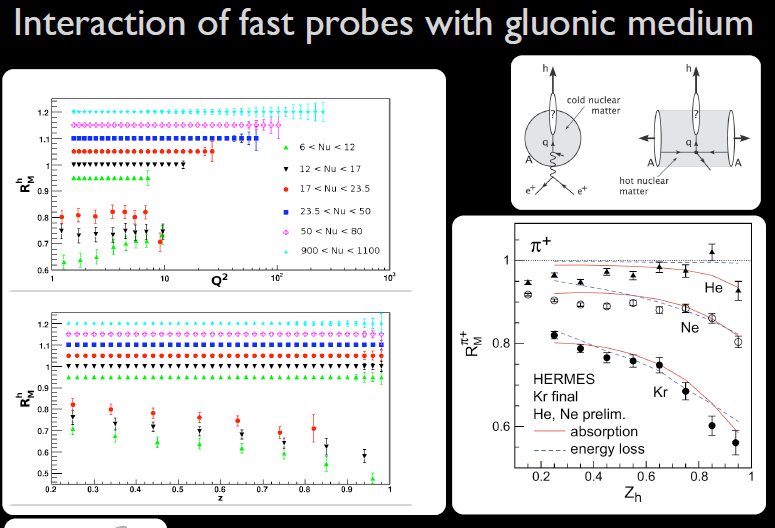 Interaction of fast probes with gluonic medium
R_M^h
1.2
1.1
1
0.9
0.8
0.7
0.6
1
10
10²
10³
Q²
6 < Nu < 12
12 < Nu < 17
17 < Nu < 23.5
23.5 < Nu < 50
50 < Nu < 80
900 < Nu < 1100
R_M^h
1.2
1.1
1
0.9
0.8
0.7
0.6
0.5
0.2 0.3 0.4 0.5 0.6 0.7 0.8 0.9 1
z
h
?
cold nuclear
matter
q
A
e⁺
e⁺
h
?
q
A
A
hot nuclear
matter
π⁺
R_M^π⁺
1
0.8
0.6
He
Ne
Kr
HERMES
Kr final
He, Ne prelim.
absorption
energy loss
0.2 0.4 0.6 0.8 1
Z_h